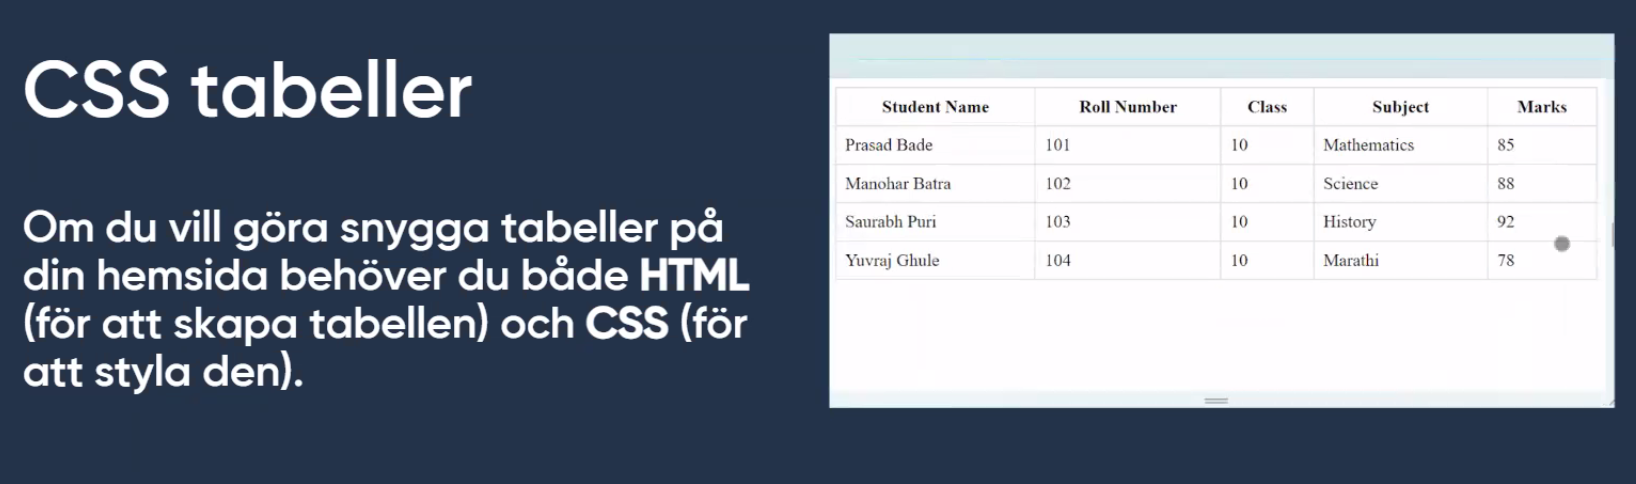 CSS tabeller
Om du vill göra snygga tabeller på
din hemsida behöver du både HTML
(för att skapa tabellen) och CSS (för
att styla den).
Student Name Roll Number Class Subject Marks
Prasad Bade 101 10 Mathematics 85
Manohar Batra 102 10 Science 88
Saurabh Puri 103 10 History 92
Yuvraj Ghule 104 10 Marathi 78